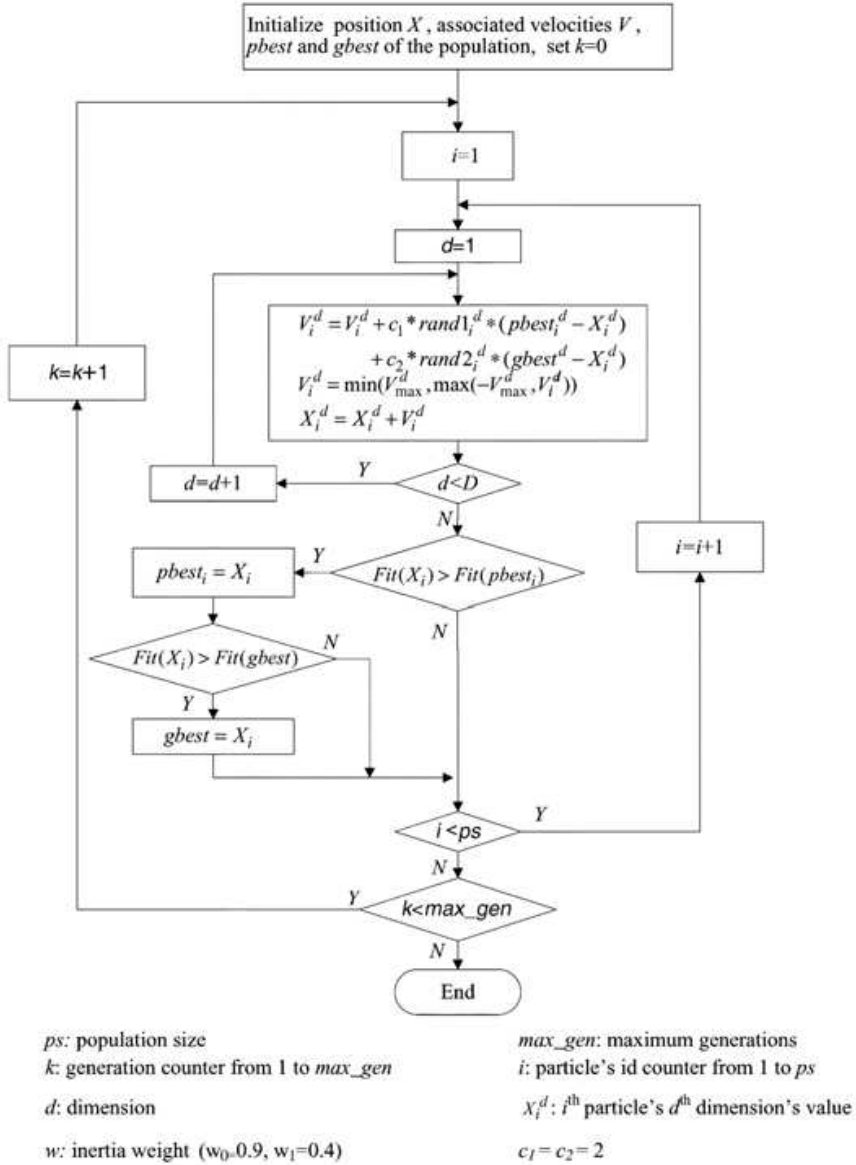 Initialize position X , associated velocities V ,
pbest and gbest of the population, set k=0
i=1
d=1
V_i^d = V_i^d + c_1 * rand1_i^d * (pbest_i^d − X_i^d)
+ c_2 * rand2_i^d * (gbest^d − X_i^d)
V_i^d = min(V_max^d , max(−V_max^d , V_i^d))
X_i^d = X_i^d + V_i^d
k=k+1
d=d+1
Y
d<D
N
i=i+1
pbest_i = X_i
Y
Fit(X_i) > Fit(pbest_i)
N
Fit(X_i) > Fit(gbest)
N
Y
gbest = X_i
i<ps
Y
N
Y
k<max_gen
N
End
ps: population size
max_gen: maximum generations
k: generation counter from 1 to max_gen
i: particle's id counter from 1 to ps
d: dimension
X_i^d : i^th particle's d^th dimension's value
w: inertia weight (w_0=0.9, w_1=0.4)
c_1 = c_2 = 2